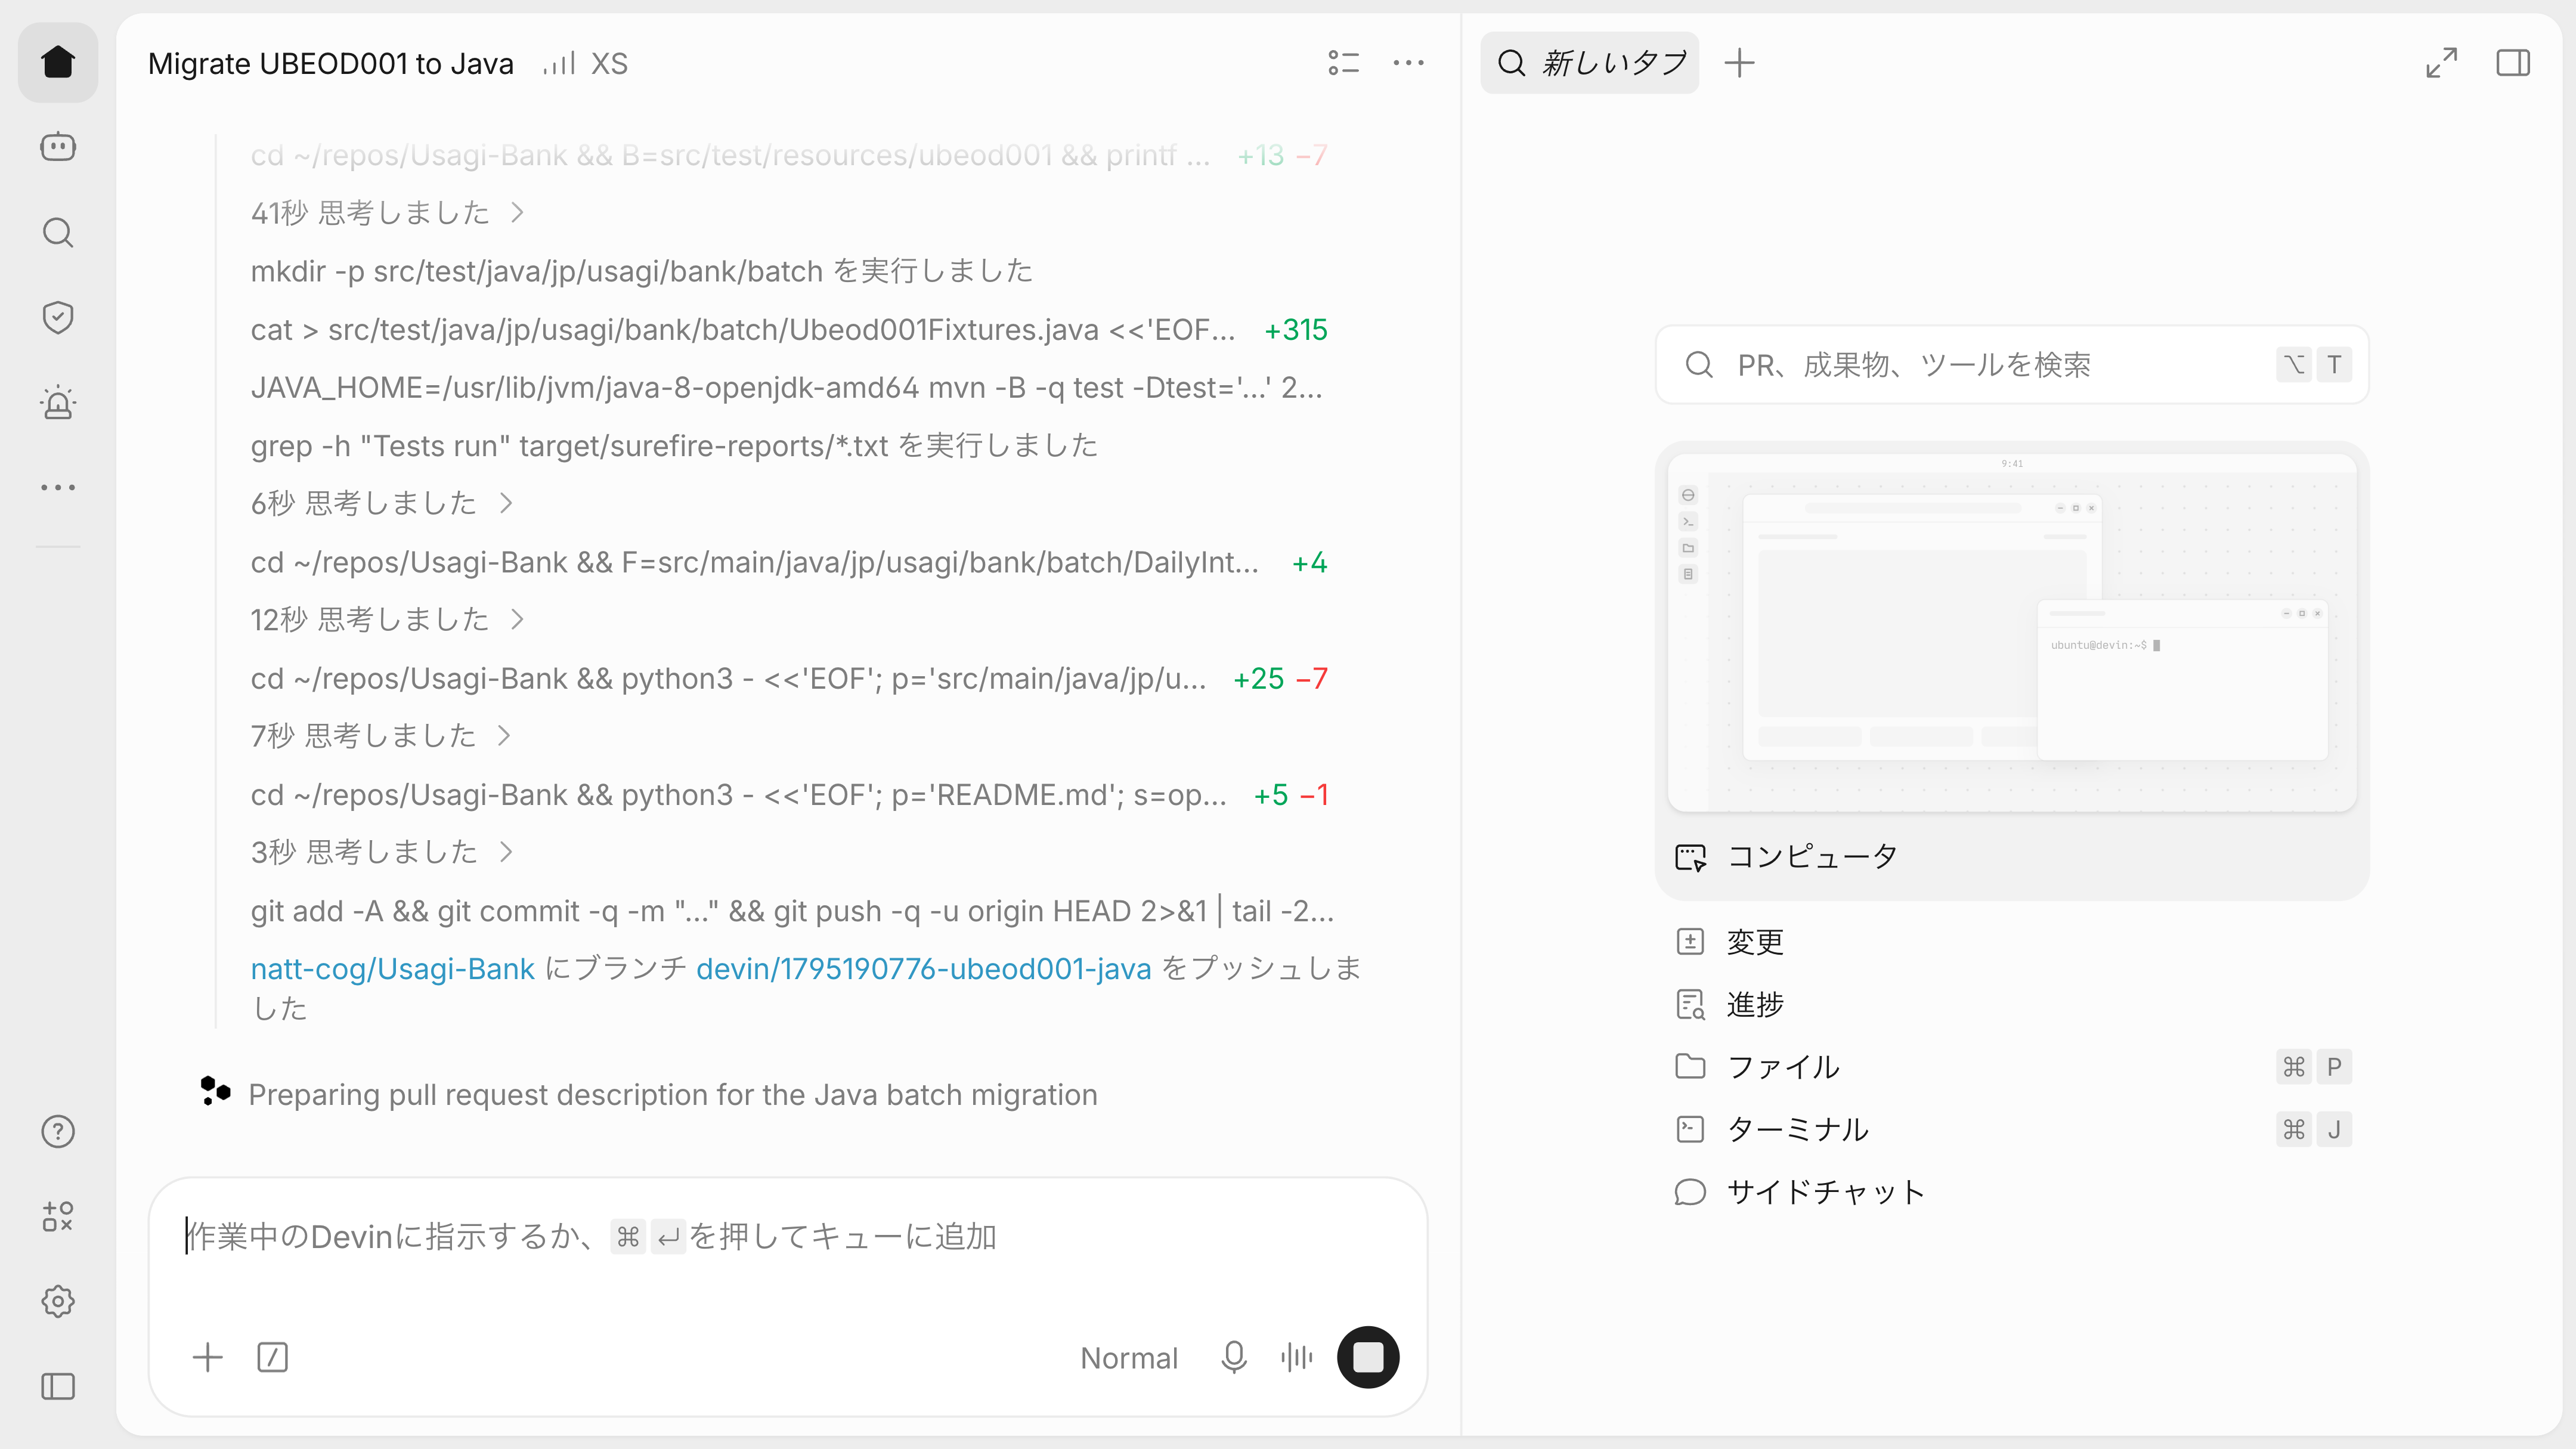 Migrate UBEOD001 to Java XS
cd ~/repos/Usagi-Bank && B=src/test/resources/ubeod001 && printf ... +13 −7
41秒 思考しました
mkdir -p src/test/java/jp/usagi/bank/batch を実行しました
cat > src/test/java/jp/usagi/bank/batch/Ubeod001Fixtures.java <<'EOF... +315
JAVA_HOME=/usr/lib/jvm/java-8-openjdk-amd64 mvn -B -q test -Dtest='...' 2...
grep -h "Tests run" target/surefire-reports/*.txt を実行しました
6秒 思考しました
cd ~/repos/Usagi-Bank && F=src/main/java/jp/usagi/bank/batch/DailyInt... +4
12秒 思考しました
cd ~/repos/Usagi-Bank && python3 - <<'EOF'; p='src/main/java/jp/u... +25 −7
7秒 思考しました
cd ~/repos/Usagi-Bank && python3 - <<'EOF'; p='README.md'; s=op... +5 −1
3秒 思考しました
git add -A && git commit -q -m "..." && git push -q -u origin HEAD 2>&1 | tail -2...
natt-cog/Usagi-Bank にブランチ devin/1795190776-ubeod001-java をプッシュしま
した
Preparing pull request description for the Java batch migration
作業中のDevinに指示するか、⌘ ↵ を押してキューに追加
Normal
新しいタブ
PR、成果物、ツールを検索 ⌥ T
9:41
ubuntu@devin:~$
コンピュータ
変更
進捗
ファイル ⌘ P
ターミナル ⌘ J
サイドチャット